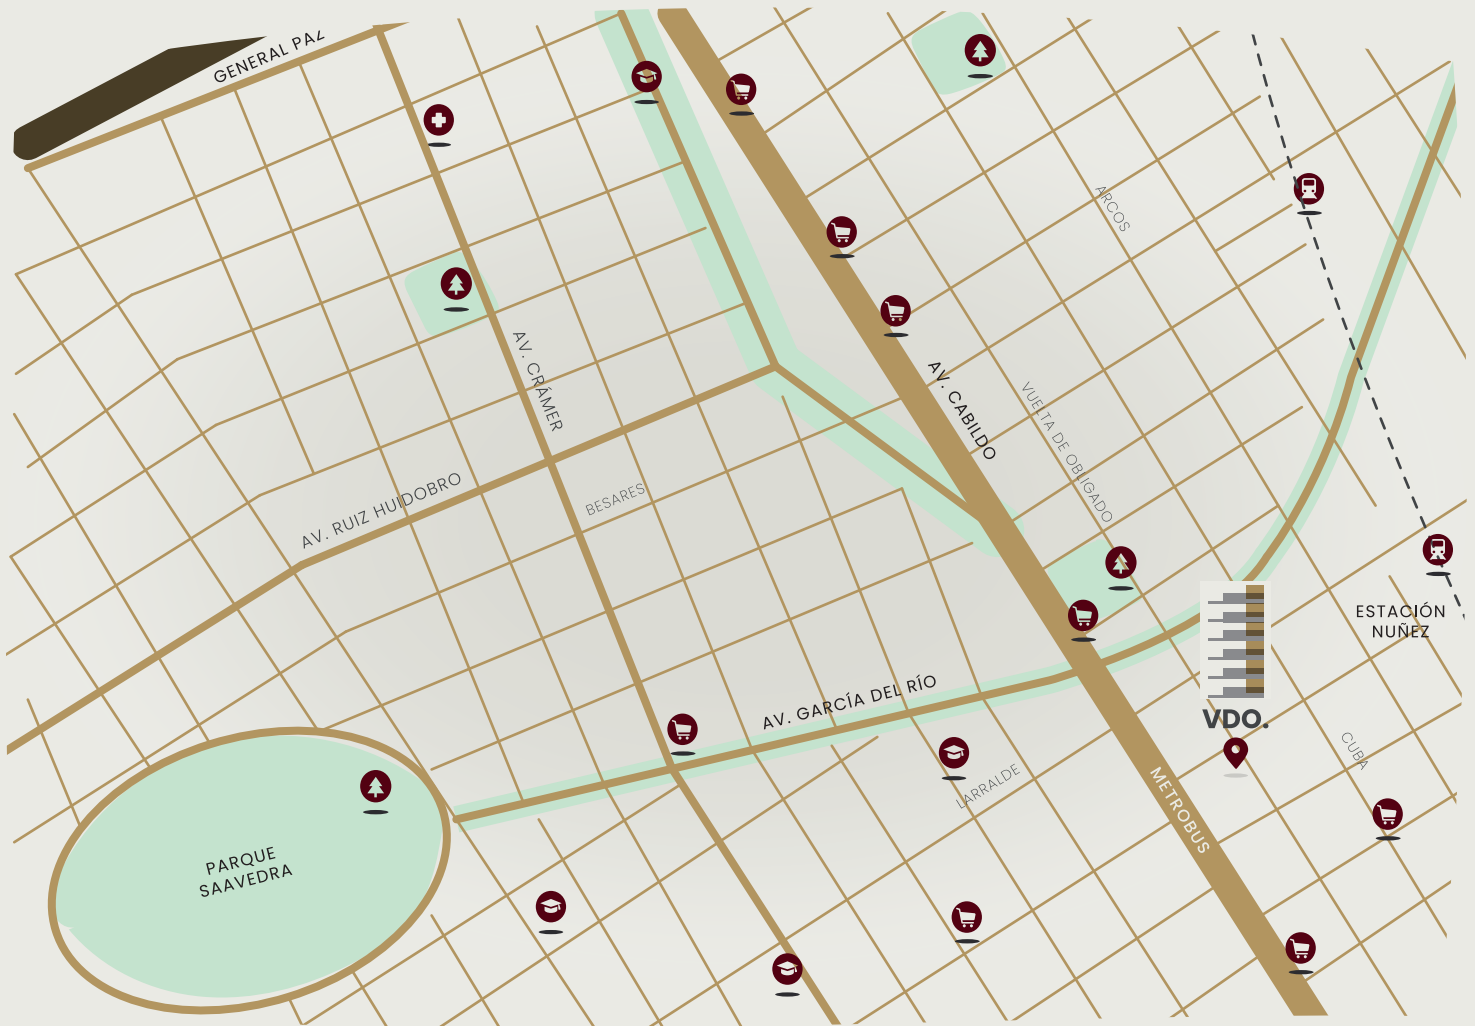 GENERAL PAZ
ARCOS
AV. CRÁMER
AV. CABILDO
VUELTA DE OBLIGADO
AV. RUIZ HUIDOBRO
BESARES
ESTACIÓN
NUÑEZ
AV. GARCÍA DEL RÍO
VDO.
LARRALDE
CUBA
METROBUS
PARQUE
SAAVEDRA